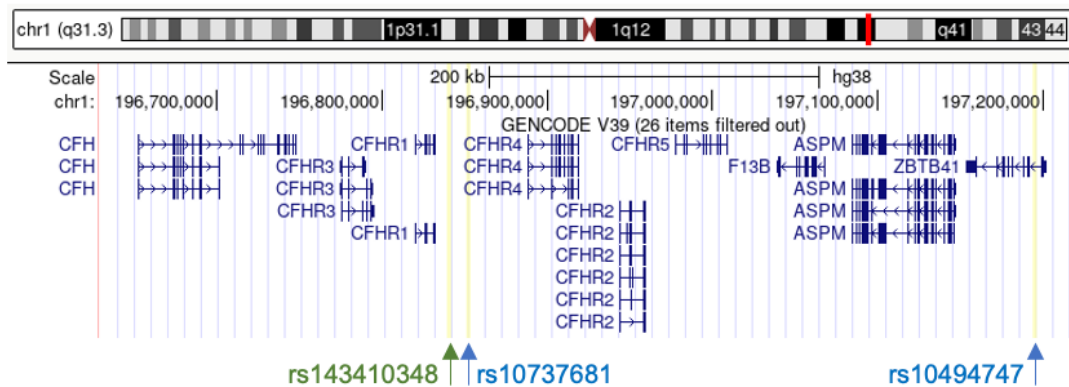 chr1 (q31.3) 1p31.1 1q12 q41 43 44
Scale 200 kb hg38
chr1: 196,700,000 196,800,000 196,900,000 197,000,000 197,100,000 197,200,000
GENCODE V39 (26 items filtered out)
CFH CFHR1 CFHR4 CFHR5 ASPM
CFH CFHR3 CFHR4 F13B ZBTB41
CFH CFHR3 CFHR4 ASPM
CFHR3 CFHR2 ASPM
CFHR1 CFHR2 ASPM
CFHR2
CFHR2
CFHR2
CFHR2
rs143410348 rs10737681 rs10494747